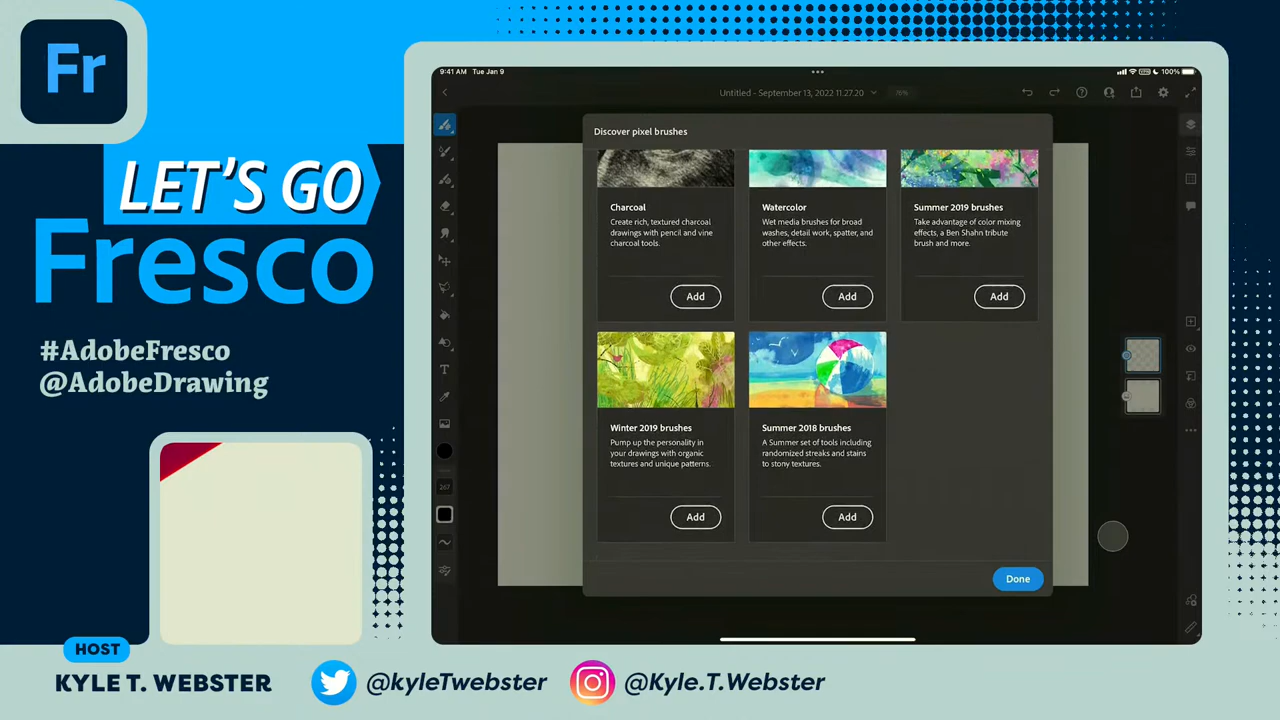 Fr
LET'S GO
Fresco
#AdobeFresco
@AdobeDrawing
9:41 AM Tue Jan 9
100%
Untitled - September 13, 2022 11.27.20
76%
Discover pixel brushes
Charcoal
Create rich, textured charcoal
drawings with pencil and vine
charcoal tools.
Add
Watercolor
Wet media brushes for broad
washes, detail work, spatter, and
other effects.
Add
Summer 2019 brushes
Take advantage of color mixing
effects, a Ben Shahn tribute
brush and more.
Add
Winter 2019 brushes
Pump up the personality in
your drawings with organic
textures and unique patterns.
Add
Summer 2018 brushes
A Summer set of tools including
randomized streaks and stains
to stony textures.
Add
Done
T
267
HOST
KYLE T. WEBSTER
@kyleTwebster
@Kyle.T.Webster